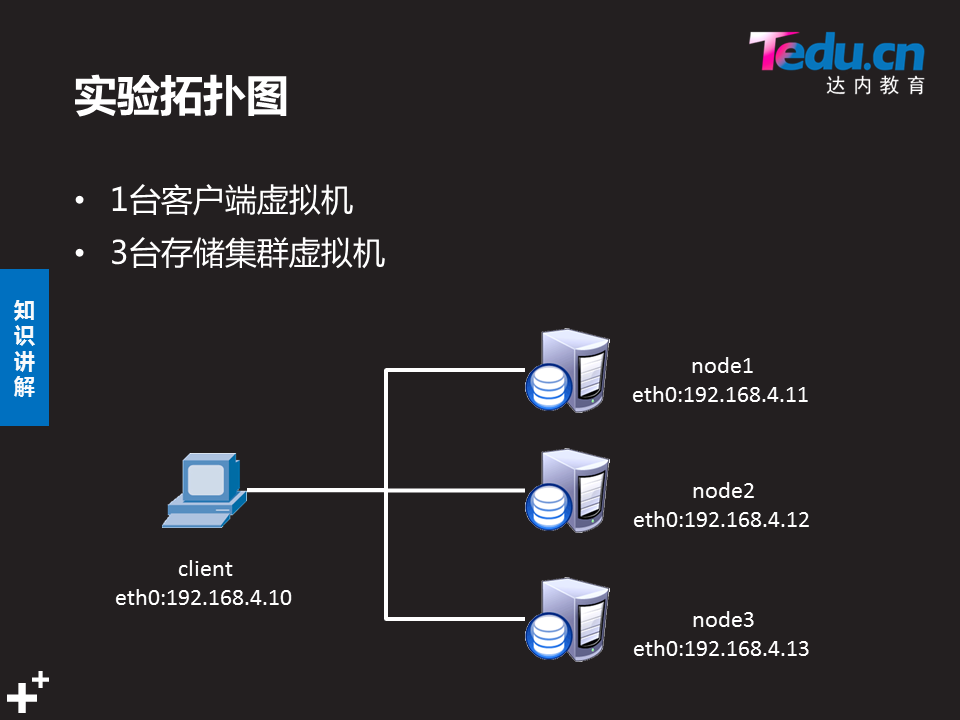 Tedu.cn
达内教育
实验拓扑图
• 1台客户端虚拟机
• 3台存储集群虚拟机
知识讲解
node1
eth0:192.168.4.11
node2
eth0:192.168.4.12
client
eth0:192.168.4.10
node3
eth0:192.168.4.13